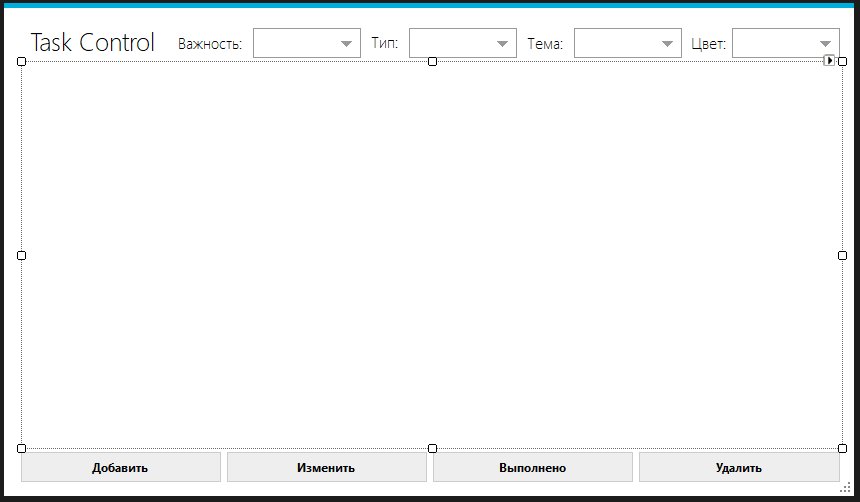 Task Control Важность: Тип: Тема: Цвет:
Добавить Изменить Выполнено Удалить